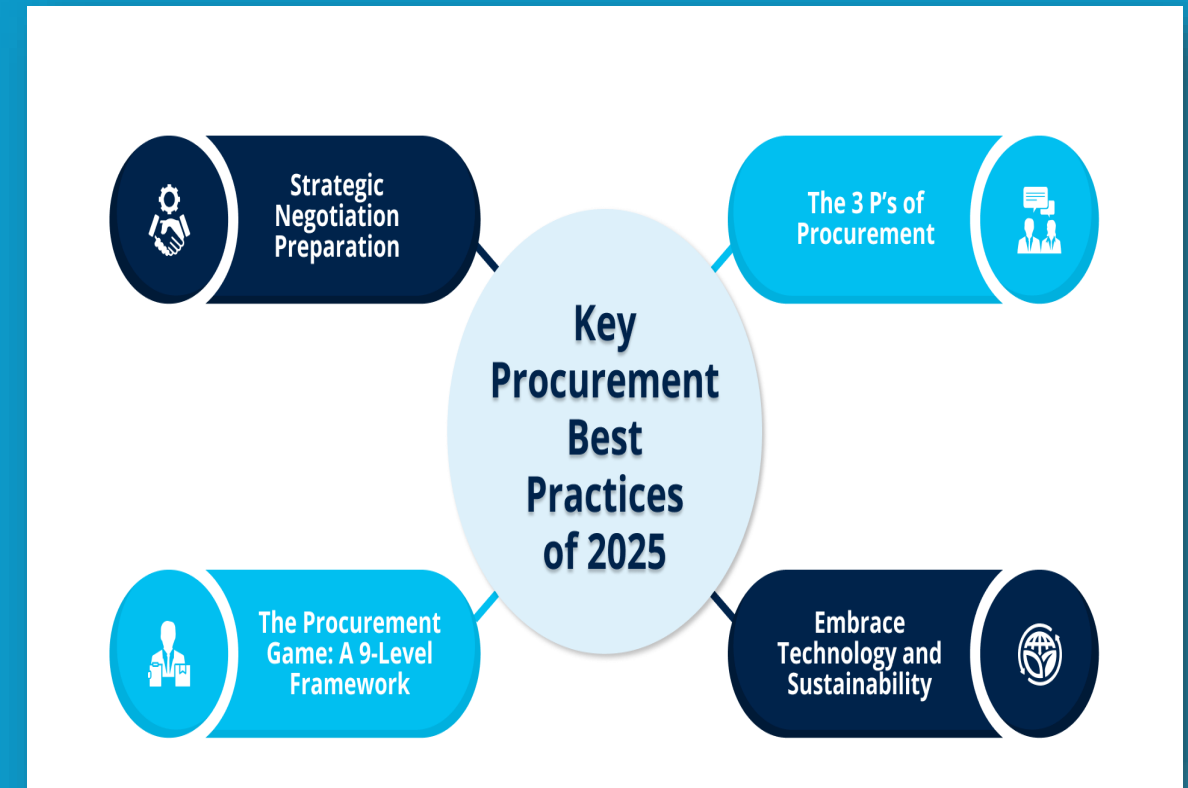 Strategic
Negotiation
Preparation
The 3 P’s of
Procurement
Key
Procurement
Best
Practices
of 2025
The Procurement
Game: A 9-Level
Framework
Embrace
Technology and
Sustainability